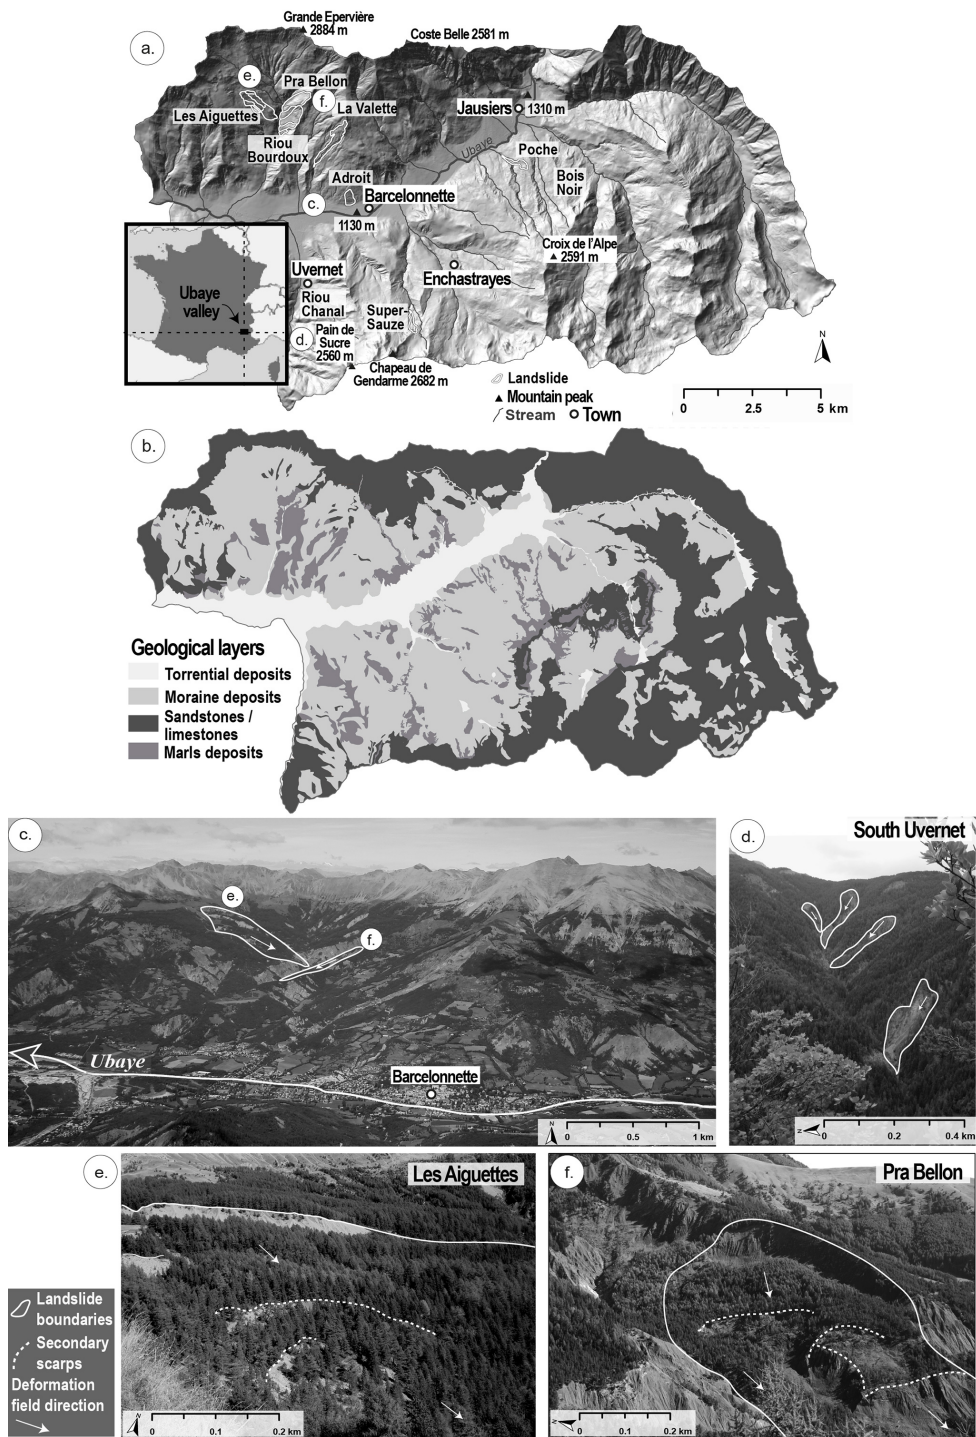 a.
Grande Epervière
2884 m
Coste Belle 2581 m
e.
Pra Bellon
f.
La Valette
Les Aiguettes
Jausiers
1310 m
Riou
Bourdoux
Ubaye
Poche
Adroit
Bois
Noir
c.
Barcelonnette
1130 m
Croix de l'Alpe
2591 m
Ubaye
valley
Uvernet
Enchastrayes
Riou
Chanal
Super-
Sauze
d.
Pain de
Sucre
2560 m
Chapeau de
Gendarme 2682 m
N
Landslide
Mountain peak
Stream
Town
0 2.5 5 km
b.
Geological layers
Torrential deposits
Moraine deposits
Sandstones /
limestones
Marls deposits
c.
e.
f.
Ubaye
Barcelonnette
N
0 0.5 1 km
d.
South Uvernet
N
0 0.2 0.4 km
e.
Les Aiguettes
N
0 0.1 0.2 km
f.
Pra Bellon
N
0 0.1 0.2 km
Landslide
boundaries
Secondary
scarps
Deformation
field direction